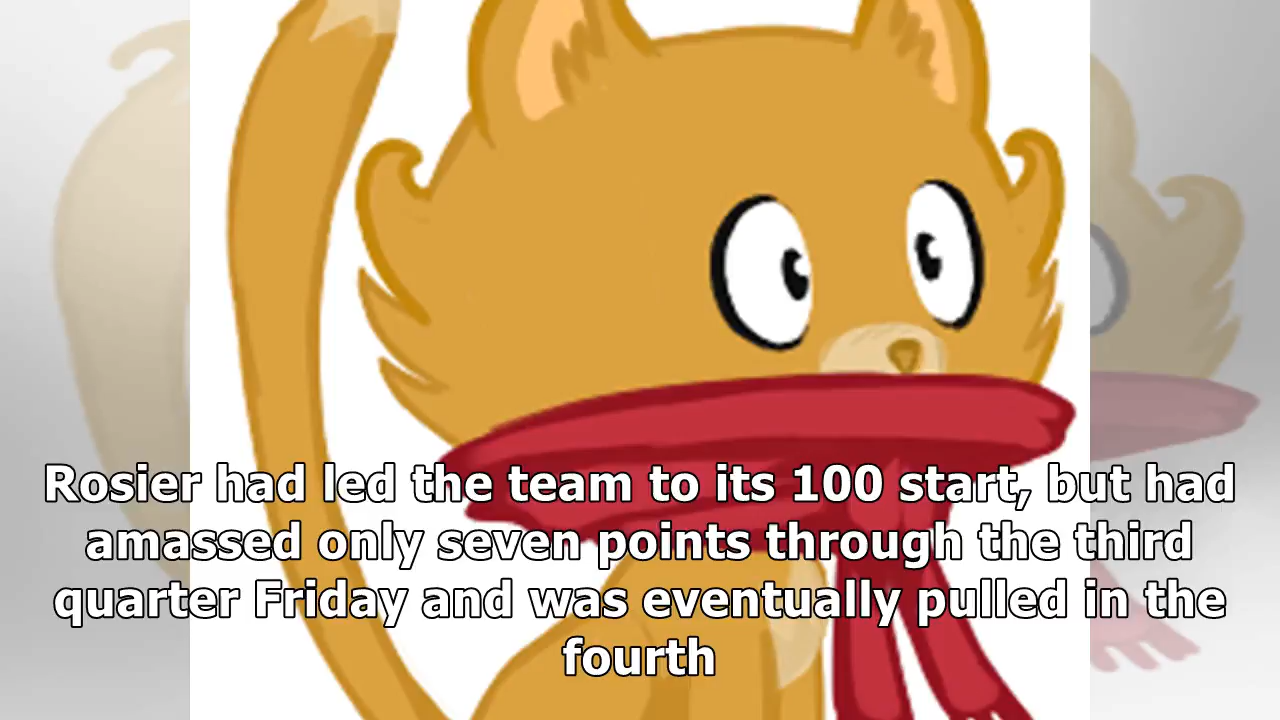 Rosier had led the team to its 100 start, but had
amassed only seven points through the third
quarter Friday and was eventually pulled in the
fourth